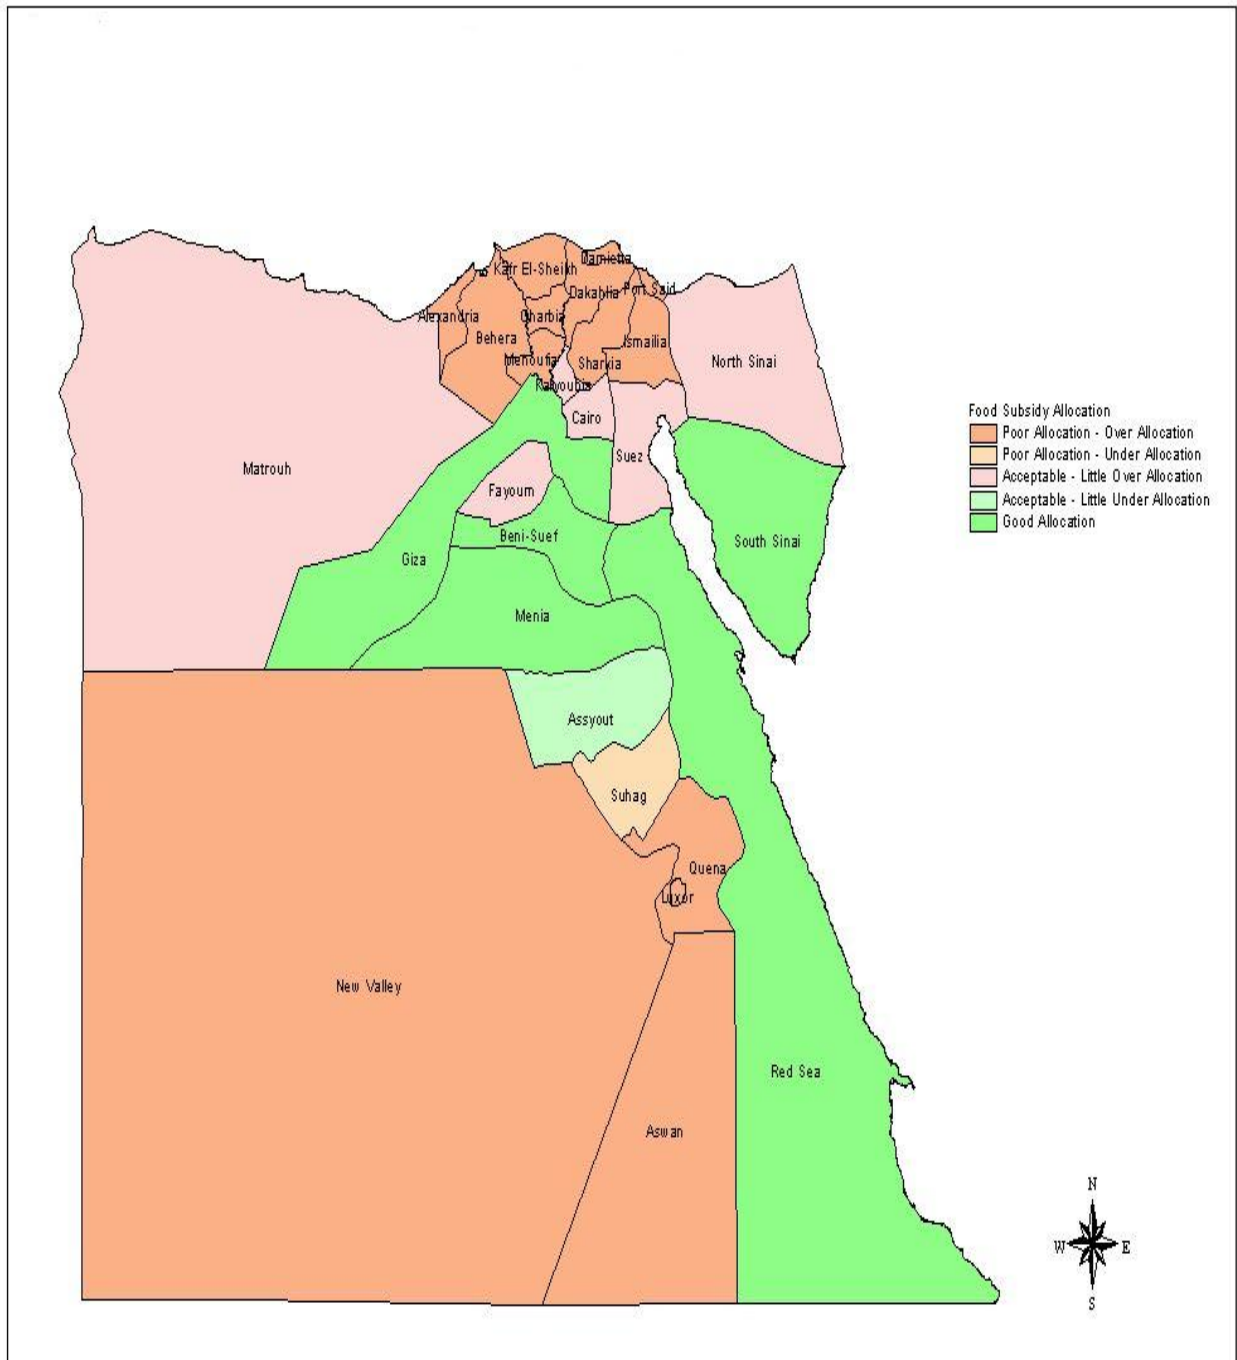 Damietta
Kafr El-Sheikh
Dakahlia
Port Said
Alexandria
Gharbia
Behera
Ismailia
Menoufia
Sharkia
North Sinai
Kalyoubia
Cairo
Matrouh
Suez
Fayoum
Beni-Suef
South Sinai
Giza
Menia
Assyout
Suhag
Quena
Luxor
New Valley
Red Sea
Aswan
Food Subsidy Allocation
Poor Allocation - Over Allocation
Poor Allocation - Under Allocation
Acceptable - Little Over Allocation
Acceptable - Little Under Allocation
Good Allocation
N
W E
S